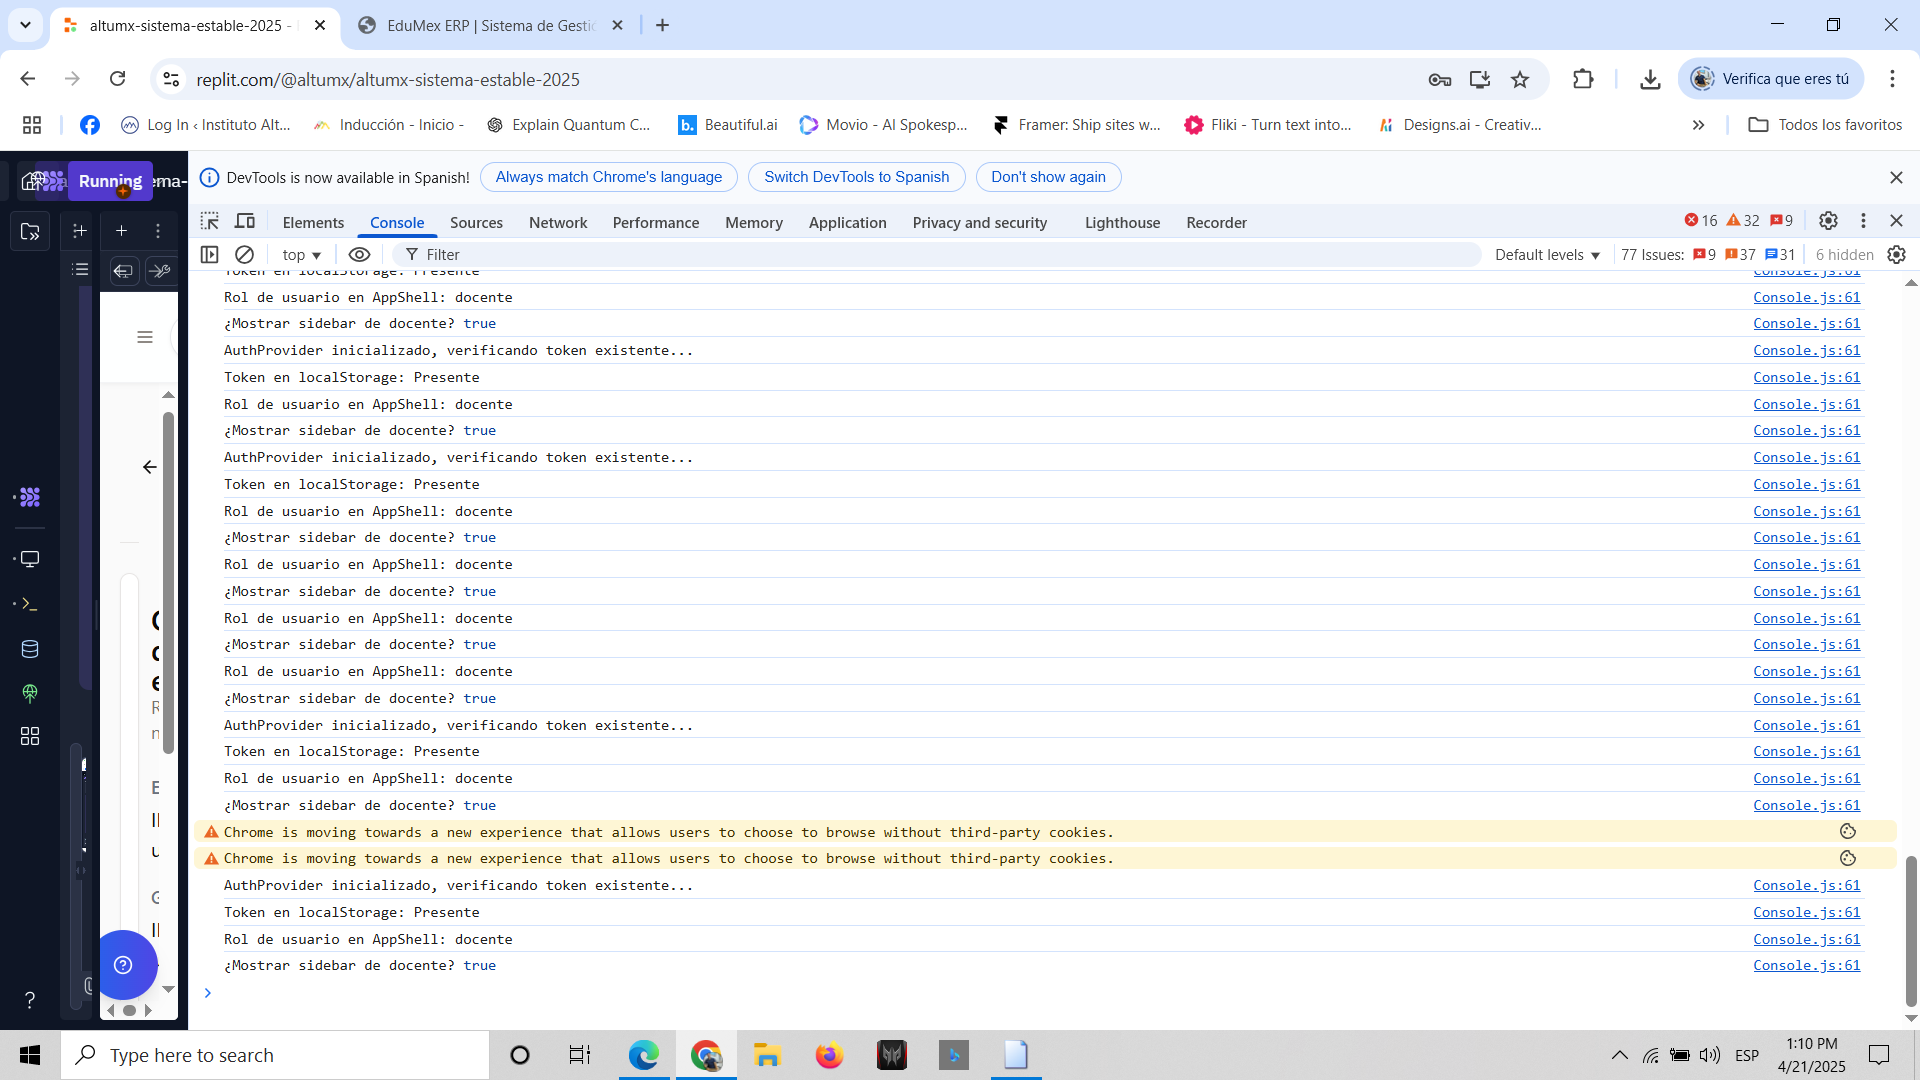 altumx-sistema-estable-2025 -
EduMex ERP | Sistema de Gestió
replit.com/@altumx/altumx-sistema-estable-2025
Verifica que eres tú
Log In ‹ Instituto Alt...
Inducción - Inicio -
Explain Quantum C...
Beautiful.ai
Movio - AI Spokesp...
Framer: Ship sites w...
Fliki - Turn text into...
Designs.ai - Creativ...
Todos los favoritos
Running
ema-
DevTools is now available in Spanish!
Always match Chrome's language
Switch DevTools to Spanish
Don't show again
Elements
Console
Sources
Network
Performance
Memory
Application
Privacy and security
Lighthouse
Recorder
16
32
9
top
Filter
Default levels
77 Issues:
9
37
31
6 hidden
Token en localStorage: Presente Console.js:61
Rol de usuario en AppShell: docente Console.js:61
¿Mostrar sidebar de docente? true Console.js:61
AuthProvider inicializado, verificando token existente... Console.js:61
Token en localStorage: Presente Console.js:61
Rol de usuario en AppShell: docente Console.js:61
¿Mostrar sidebar de docente? true Console.js:61
AuthProvider inicializado, verificando token existente... Console.js:61
Token en localStorage: Presente Console.js:61
Rol de usuario en AppShell: docente Console.js:61
¿Mostrar sidebar de docente? true Console.js:61
Rol de usuario en AppShell: docente Console.js:61
¿Mostrar sidebar de docente? true Console.js:61
Rol de usuario en AppShell: docente Console.js:61
¿Mostrar sidebar de docente? true Console.js:61
Rol de usuario en AppShell: docente Console.js:61
¿Mostrar sidebar de docente? true Console.js:61
AuthProvider inicializado, verificando token existente... Console.js:61
Token en localStorage: Presente Console.js:61
Rol de usuario en AppShell: docente Console.js:61
¿Mostrar sidebar de docente? true Console.js:61
Chrome is moving towards a new experience that allows users to choose to browse without third-party cookies.
Chrome is moving towards a new experience that allows users to choose to browse without third-party cookies.
AuthProvider inicializado, verificando token existente... Console.js:61
Token en localStorage: Presente Console.js:61
Rol de usuario en AppShell: docente Console.js:61
¿Mostrar sidebar de docente? true Console.js:61
Type here to search
ESP
1:10 PM
4/21/2025